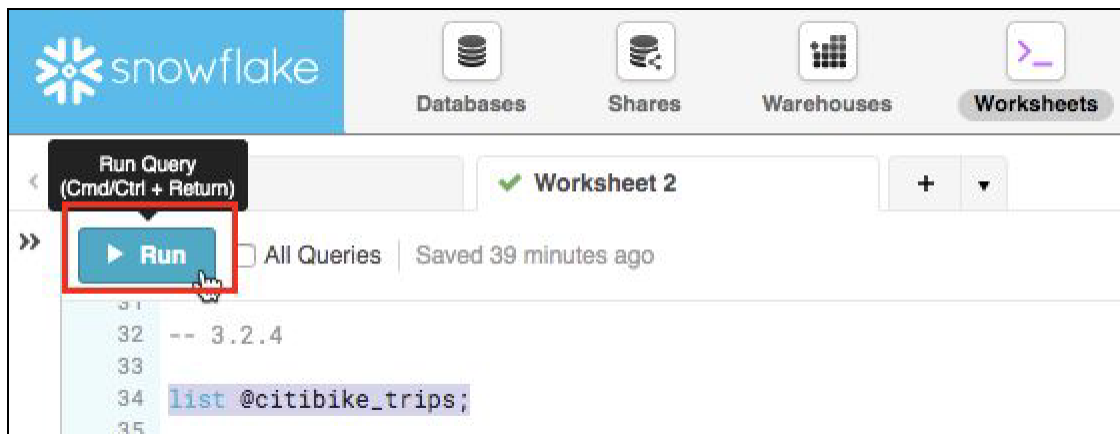 snowflake
Databases Shares Warehouses Worksheets
Run Query
(Cmd/Ctrl + Return)
Worksheet 2 + ▼
Run All Queries Saved 39 minutes ago
31
32 -- 3.2.4
33
34 list @citibike_trips;
35